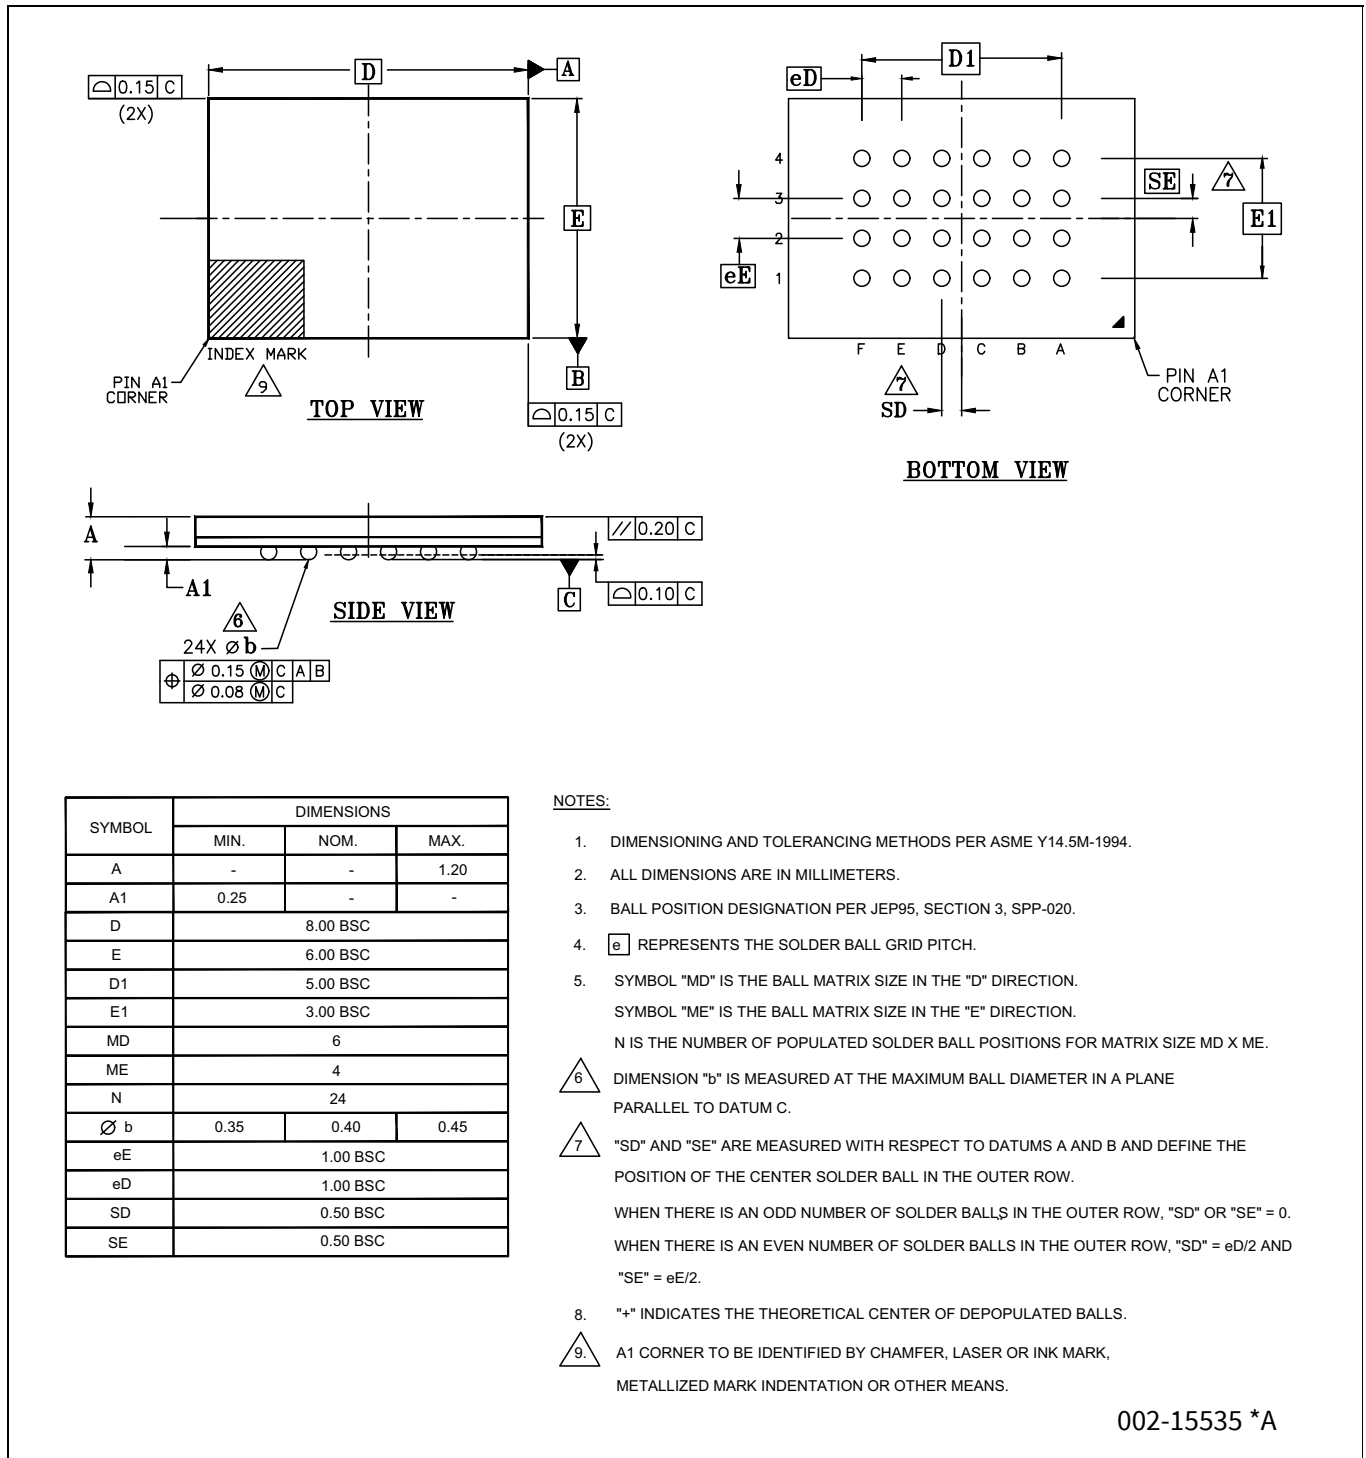 D
A
⌓ 0.15 C
(2X)
E
INDEX MARK
9
PIN A1
CORNER
B
TOP VIEW
⌓ 0.15 C
(2X)
D1
eD
4
3
2
1
SE
7
E1
eE
F E D C B A
7
SD
PIN A1
CORNER
BOTTOM VIEW
A
// 0.20 C
A1
C
⌓ 0.10 C
SIDE VIEW
6
24X Ø b
⌖ Ø 0.15 Ⓜ C A B
Ø 0.08 Ⓜ C
SYMBOL DIMENSIONS
MIN. NOM. MAX.
A - - 1.20
A1 0.25 - -
D 8.00 BSC
E 6.00 BSC
D1 5.00 BSC
E1 3.00 BSC
MD 6
ME 4
N 24
Ø b 0.35 0.40 0.45
eE 1.00 BSC
eD 1.00 BSC
SD 0.50 BSC
SE 0.50 BSC
NOTES:
1. DIMENSIONING AND TOLERANCING METHODS PER ASME Y14.5M-1994.
2. ALL DIMENSIONS ARE IN MILLIMETERS.
3. BALL POSITION DESIGNATION PER JEP95, SECTION 3, SPP-020.
4. e REPRESENTS THE SOLDER BALL GRID PITCH.
5. SYMBOL "MD" IS THE BALL MATRIX SIZE IN THE "D" DIRECTION.
SYMBOL "ME" IS THE BALL MATRIX SIZE IN THE "E" DIRECTION.
N IS THE NUMBER OF POPULATED SOLDER BALL POSITIONS FOR MATRIX SIZE MD X ME.
6 DIMENSION "b" IS MEASURED AT THE MAXIMUM BALL DIAMETER IN A PLANE
PARALLEL TO DATUM C.
7 "SD" AND "SE" ARE MEASURED WITH RESPECT TO DATUMS A AND B AND DEFINE THE
POSITION OF THE CENTER SOLDER BALL IN THE OUTER ROW.
WHEN THERE IS AN ODD NUMBER OF SOLDER BALLS IN THE OUTER ROW, "SD" OR "SE" = 0.
WHEN THERE IS AN EVEN NUMBER OF SOLDER BALLS IN THE OUTER ROW, "SD" = eD/2 AND
"SE" = eE/2.
8. "+" INDICATES THE THEORETICAL CENTER OF DEPOPULATED BALLS.
9. A1 CORNER TO BE IDENTIFIED BY CHAMFER, LASER OR INK MARK,
METALLIZED MARK INDENTATION OR OTHER MEANS.
002-15535 *A